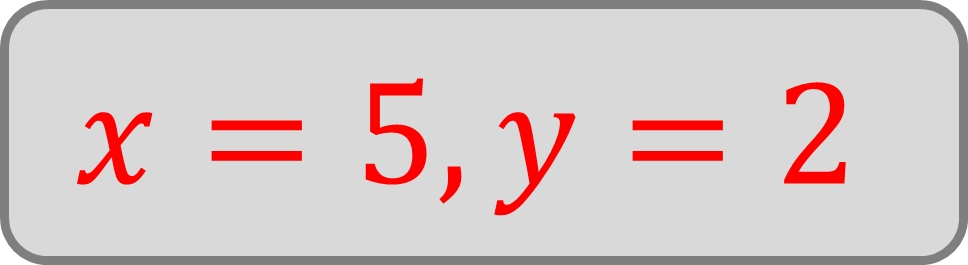 x = 5, y = 2